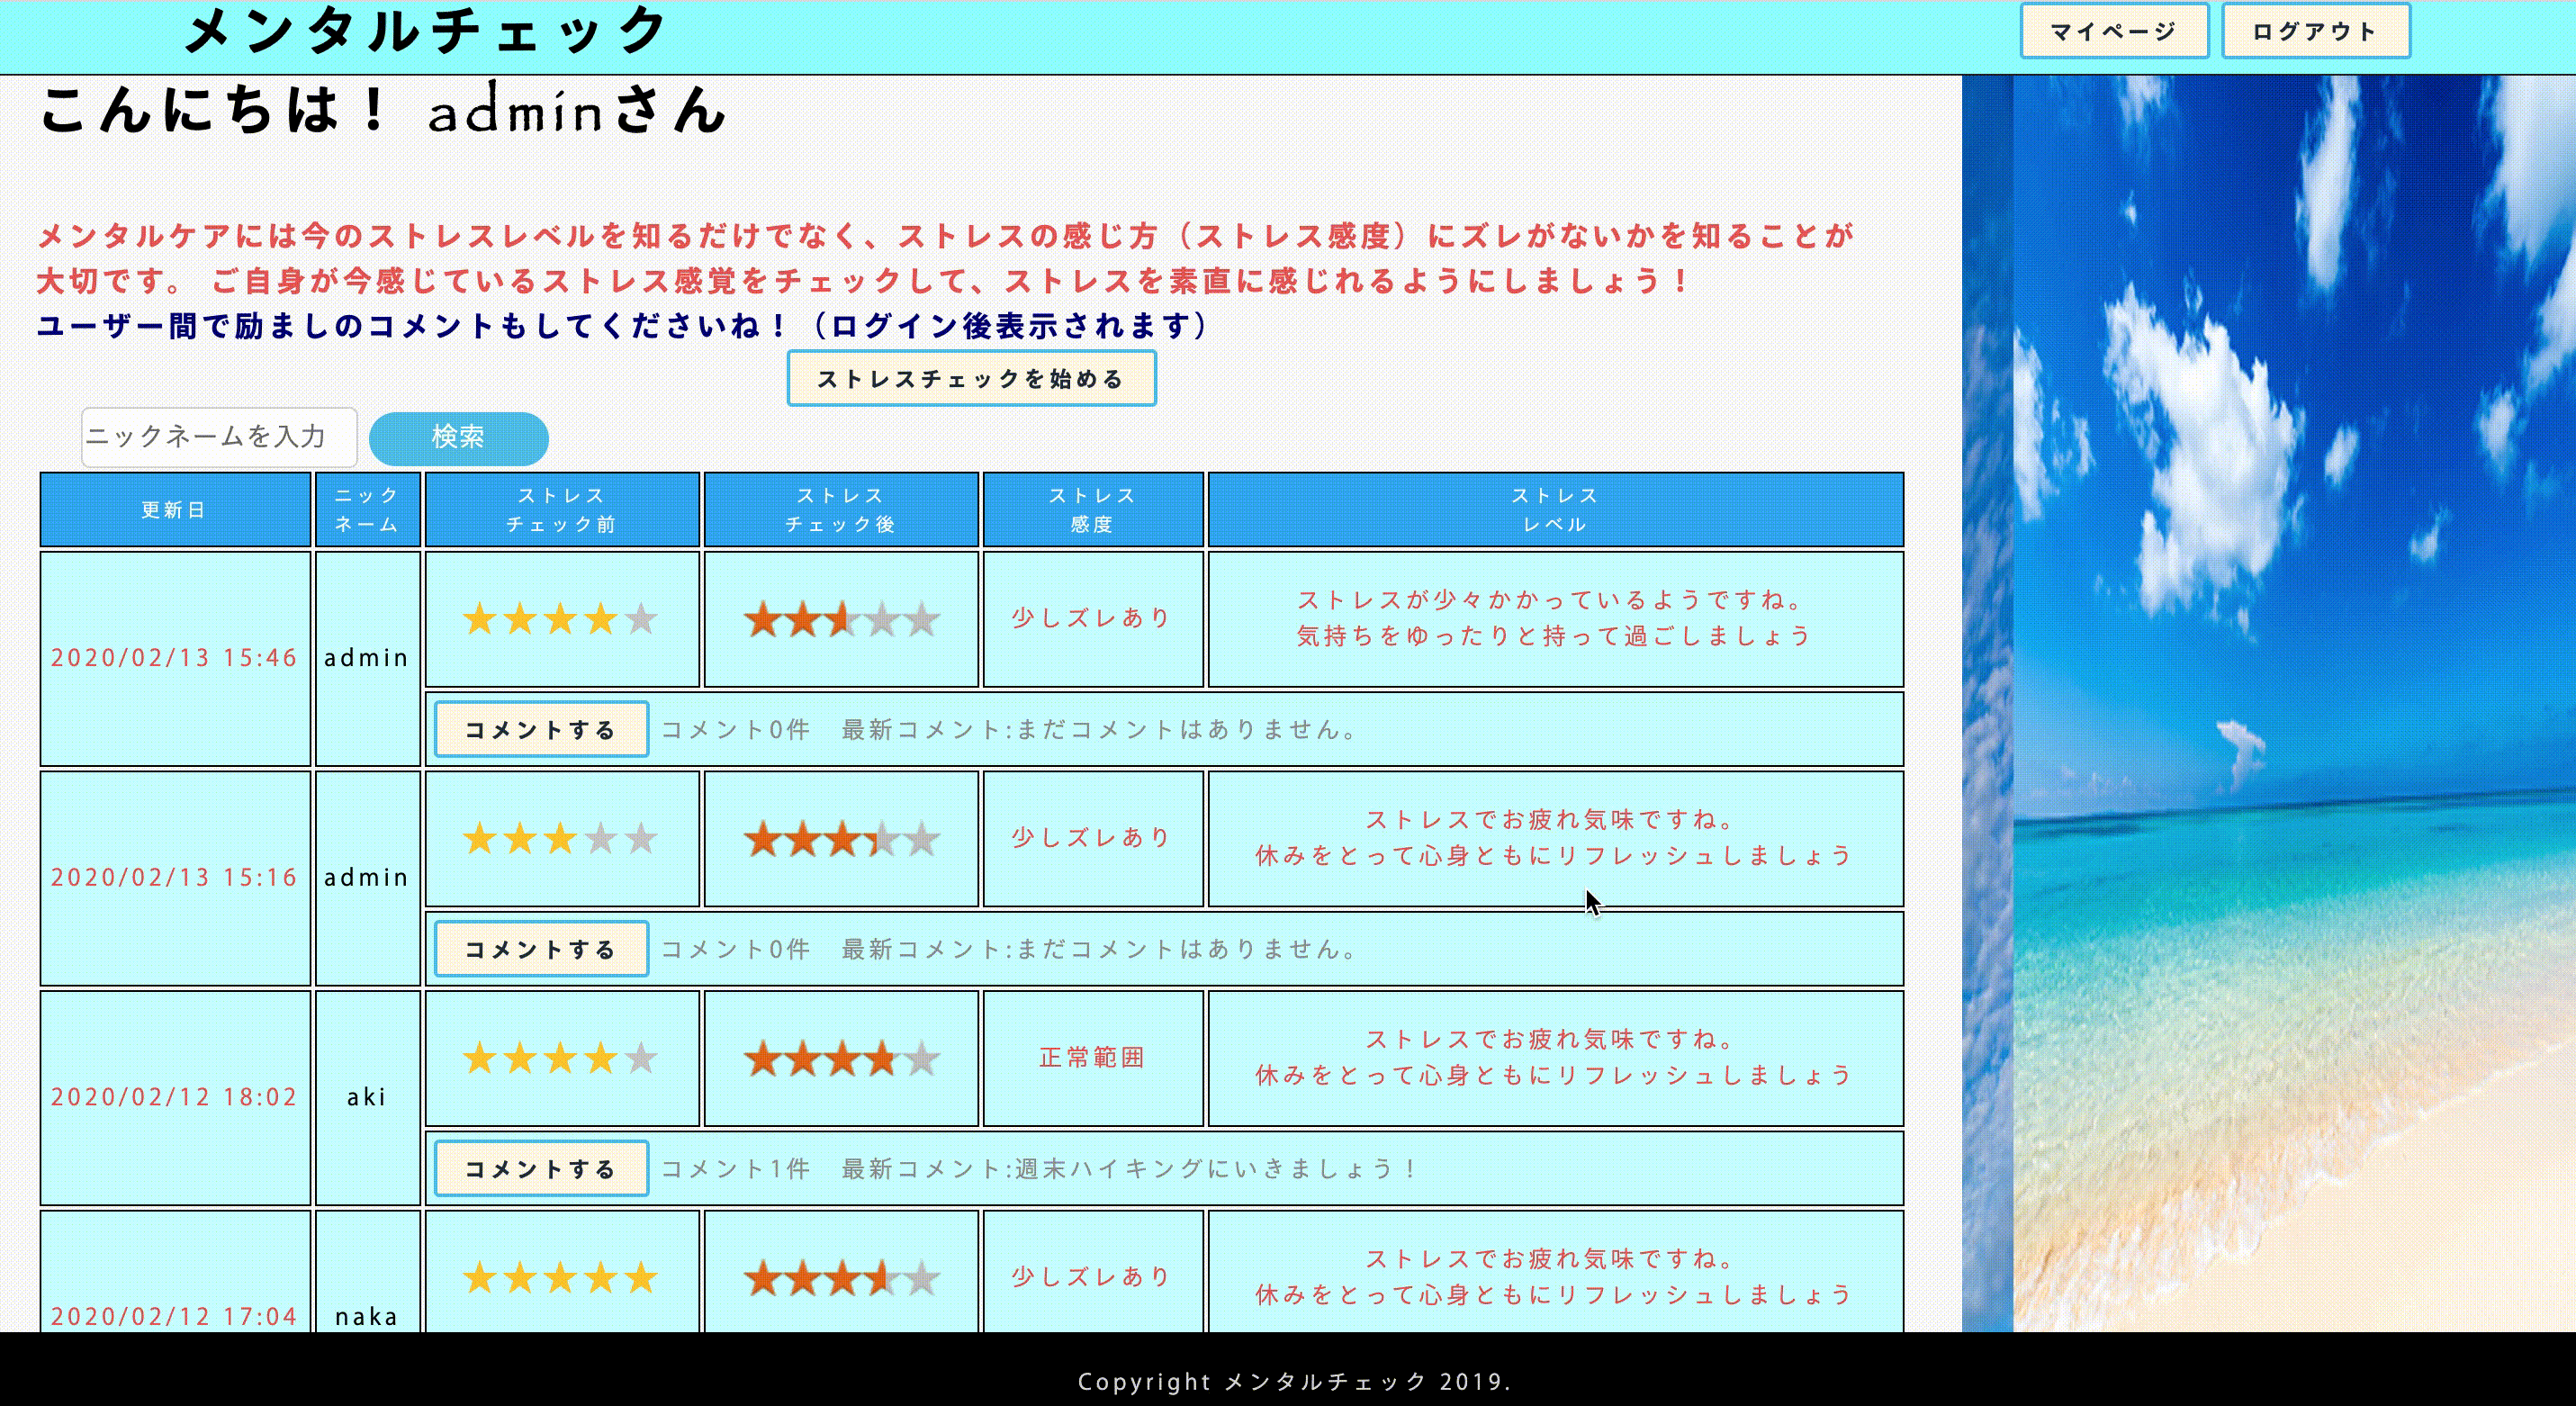 メンタルチェック
マイページ
ログアウト
こんにちは！ adminさん
メンタルケアには今のストレスレベルを知るだけでなく、ストレスの感じ方（ストレス感度）にズレがないかを知ることが
大切です。 ご自身が今感じているストレス感覚をチェックして、ストレスを素直に感じれるようにしましょう！
ユーザー間で励ましのコメントもしてくださいね！（ログイン後表示されます）
ストレスチェックを始める
ニックネームを入力
検索
更新日
ニック
ネーム
ストレス
チェック前
ストレス
チェック後
ストレス
感度
ストレス
レベル
2020/02/13 15:46
admin
少しズレあり
ストレスが少々かかっているようですね。
気持ちをゆったりと持って過ごしましょう
コメントする
コメント0件　最新コメント:まだコメントはありません。
2020/02/13 15:16
admin
少しズレあり
ストレスでお疲れ気味ですね。
休みをとって心身ともにリフレッシュしましょう
コメントする
コメント0件　最新コメント:まだコメントはありません。
2020/02/12 18:02
aki
正常範囲
ストレスでお疲れ気味ですね。
休みをとって心身ともにリフレッシュしましょう
コメントする
コメント1件　最新コメント:週末ハイキングにいきましょう！
2020/02/12 17:04
naka
少しズレあり
ストレスでお疲れ気味ですね。
休みをとって心身ともにリフレッシュしましょう
Copyright メンタルチェック 2019.